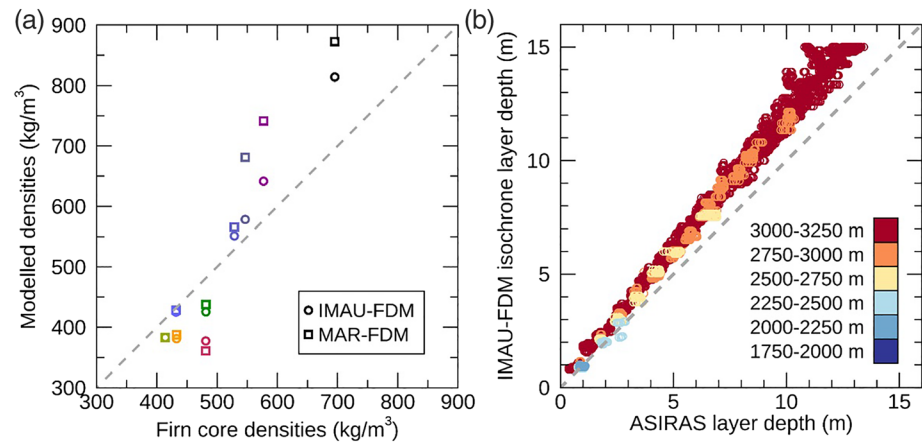 (a)
900
800
700
600
500
400
300
Modelled densities (kg/m³)
IMAU-FDM
MAR-FDM
300 400 500 600 700 800 900
Firn core densities (kg/m³)
(b)
15
10
5
0
IMAU-FDM isochrone layer depth (m)
3000-3250 m
2750-3000 m
2500-2750 m
2250-2500 m
2000-2250 m
1750-2000 m
0 5 10 15
ASIRAS layer depth (m)